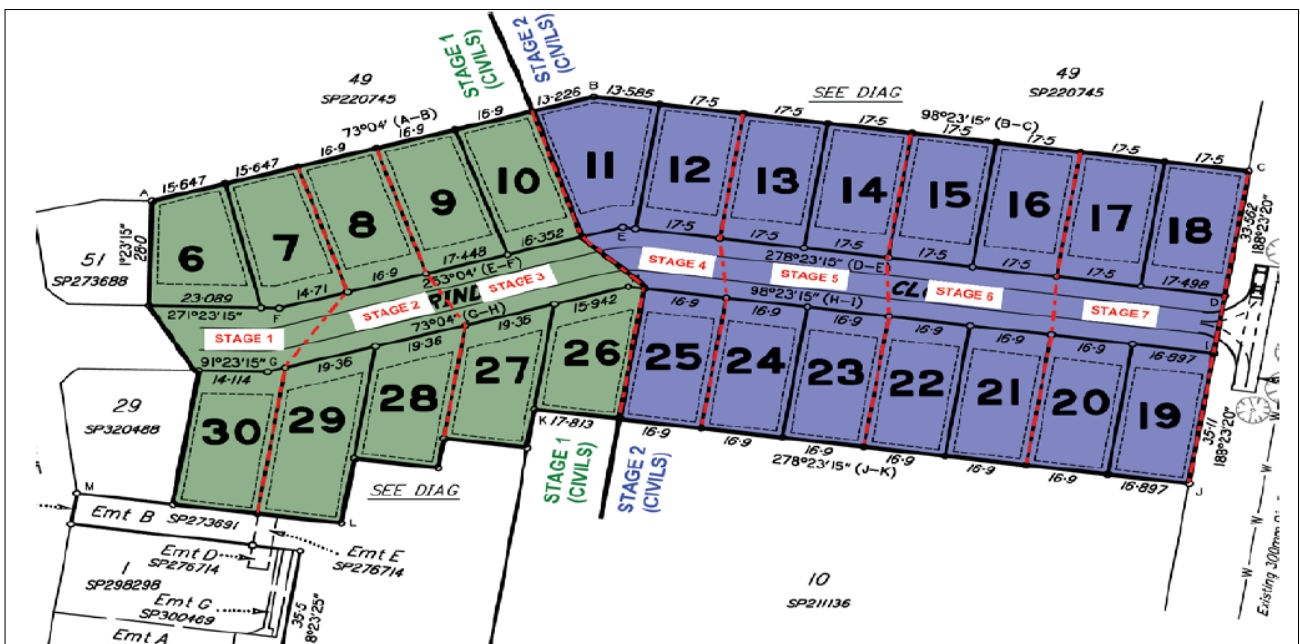 STAGE 1
(CIVILS)
STAGE 2
(CIVILS)
49
SP220745
73°04' (A-B)
15·647
15·647
16·9
16·9
16·9
13·226
B
13·585
17·5
17·5
17·5
SEE DIAG
98°23'15" (B-C)
17·5
17·5
17·5
17·5
49
SP220745
C
A
1°23'15"
28·0
51
SP273688
6
7
8
9
10
11
12
13
14
15
16
17
18
33·562
188°23'20"
23·089
271°23'15"
F
14·71
16·9
17·448
16·352
253°04' (E-F)
E
17·5
17·5
17·5
278°23'15" (D-E)
17·5
17·5
17·498
D
STAGE 1
STAGE 2
STAGE 3
STAGE 4
STAGE 5
STAGE 6
STAGE 7
73°04' (G-H)
98°23'15" (H-I)
91°23'15"
G
14·114
19·36
19·36
19·36
15·942
16·9
16·9
16·9
16·9
16·9
16·897
I
30
29
28
27
26
25
24
23
22
21
20
19
35·11
188°23'20"
29
SP320488
K
17·813
16·9
16·9
16·9
16·9
16·9
16·897
278°23'15" (J-K)
J
STAGE 1
(CIVILS)
STAGE 2
(CIVILS)
SEE DIAG
M
L
Emt B
SP273691
Emt D
SP276714
Emt E
SP276714
1
SP298298
Emt G
SP300469
35·5
8°23'25"
Emt A
10
SP211136
W
W
W
W
W
Existing 300mm